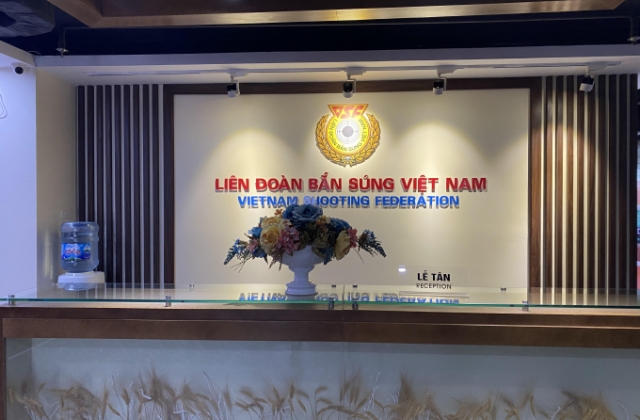 LIÊN ĐOÀN BẮN SÚNG VIỆT NAM
VIETNAM SHOOTING FEDERATION
LỄ TÂN
RECEPTION